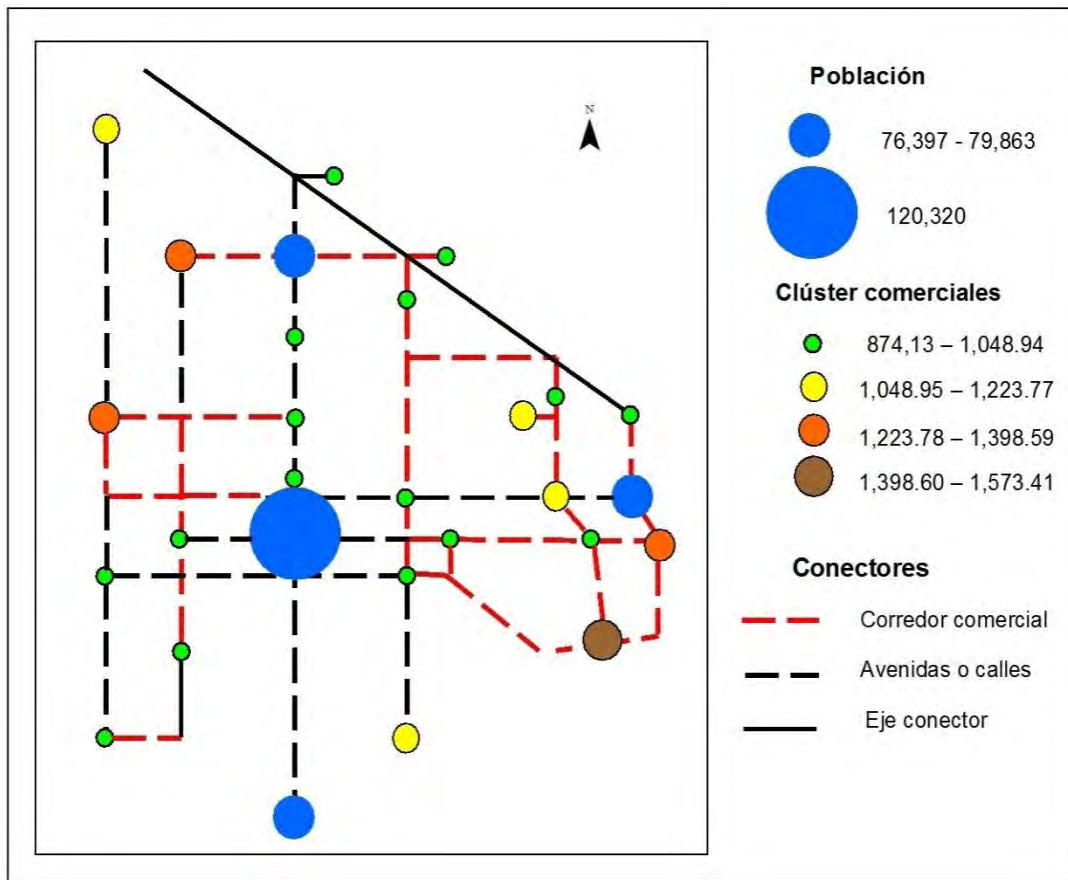 N
Población
76,397 - 79,863
120,320
Clúster comerciales
874,13 – 1,048.94
1,048.95 – 1,223.77
1,223.78 – 1,398.59
1,398.60 – 1,573.41
Conectores
Corredor comercial
Avenidas o calles
Eje conector